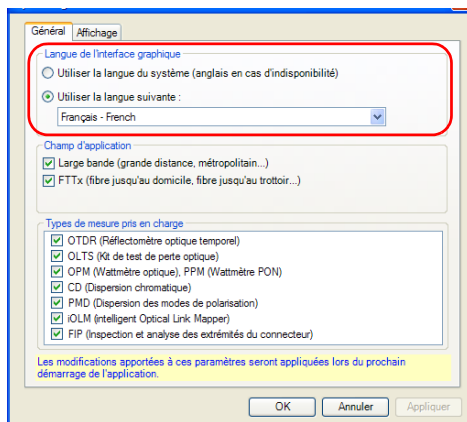 Général Affichage
Langue de l'interface graphique
Utiliser la langue du système (anglais en cas d'indisponibilité)
Utiliser la langue suivante :
Français - French
Champ d'application
Large bande (grande distance, métropolitain...)
FTTx (fibre jusqu'au domicile, fibre jusqu'au trottoir...)
Types de mesure pris en charge
OTDR (Réflectomètre optique temporel)
OLTS (Kit de test de perte optique)
OPM (Wattmètre optique), PPM (Wattmètre PON)
CD (Dispersion chromatique)
PMD (Dispersion des modes de polarisation)
iOLM (intelligent Optical Link Mapper)
FIP (Inspection et analyse des extrémités du connecteur)
Les modifications apportées à ces paramètres seront appliquées lors du prochain
démarrage de l'application.
OK Annuler Appliquer